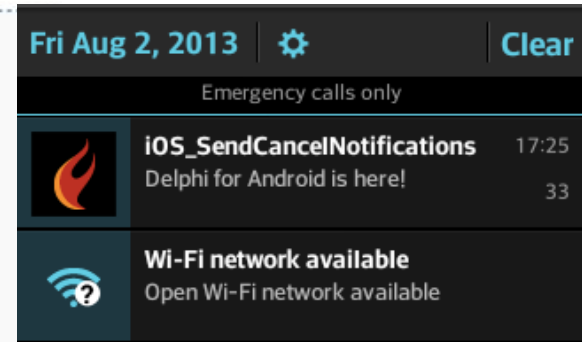 Fri Aug 2, 2013 Clear
Emergency calls only
iOS_SendCancelNotifications 17:25
Delphi for Android is here! 33
Wi-Fi network available
?
Open Wi-Fi network available